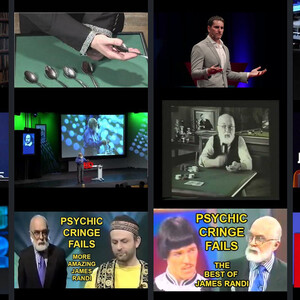 PSYCHIC
CRINGE
FAILS
MORE
AMAZING
JAMES
RANDI
PSYCHIC
CRINGE
FAILS
THE
BEST OF
JAMES RANDI